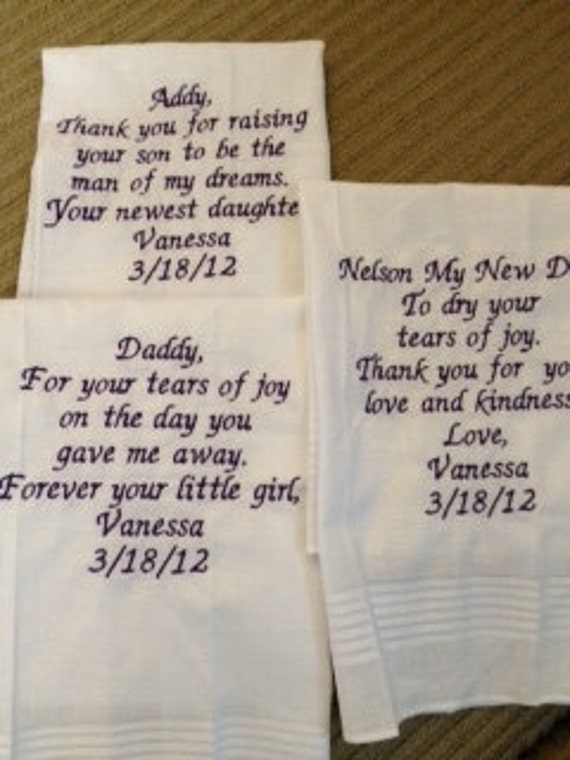 Addy,
Thank you for raising
your son to be the
man of my dreams.
Your newest daughte
Vanessa
3/18/12
Daddy,
For your tears of joy
on the day you
gave me away.
Forever your little girl,
Vanessa
3/18/12
Nelson My New D
To dry your
tears of joy.
Thank you for yo
love and kindness
Love,
Vanessa
3/18/12